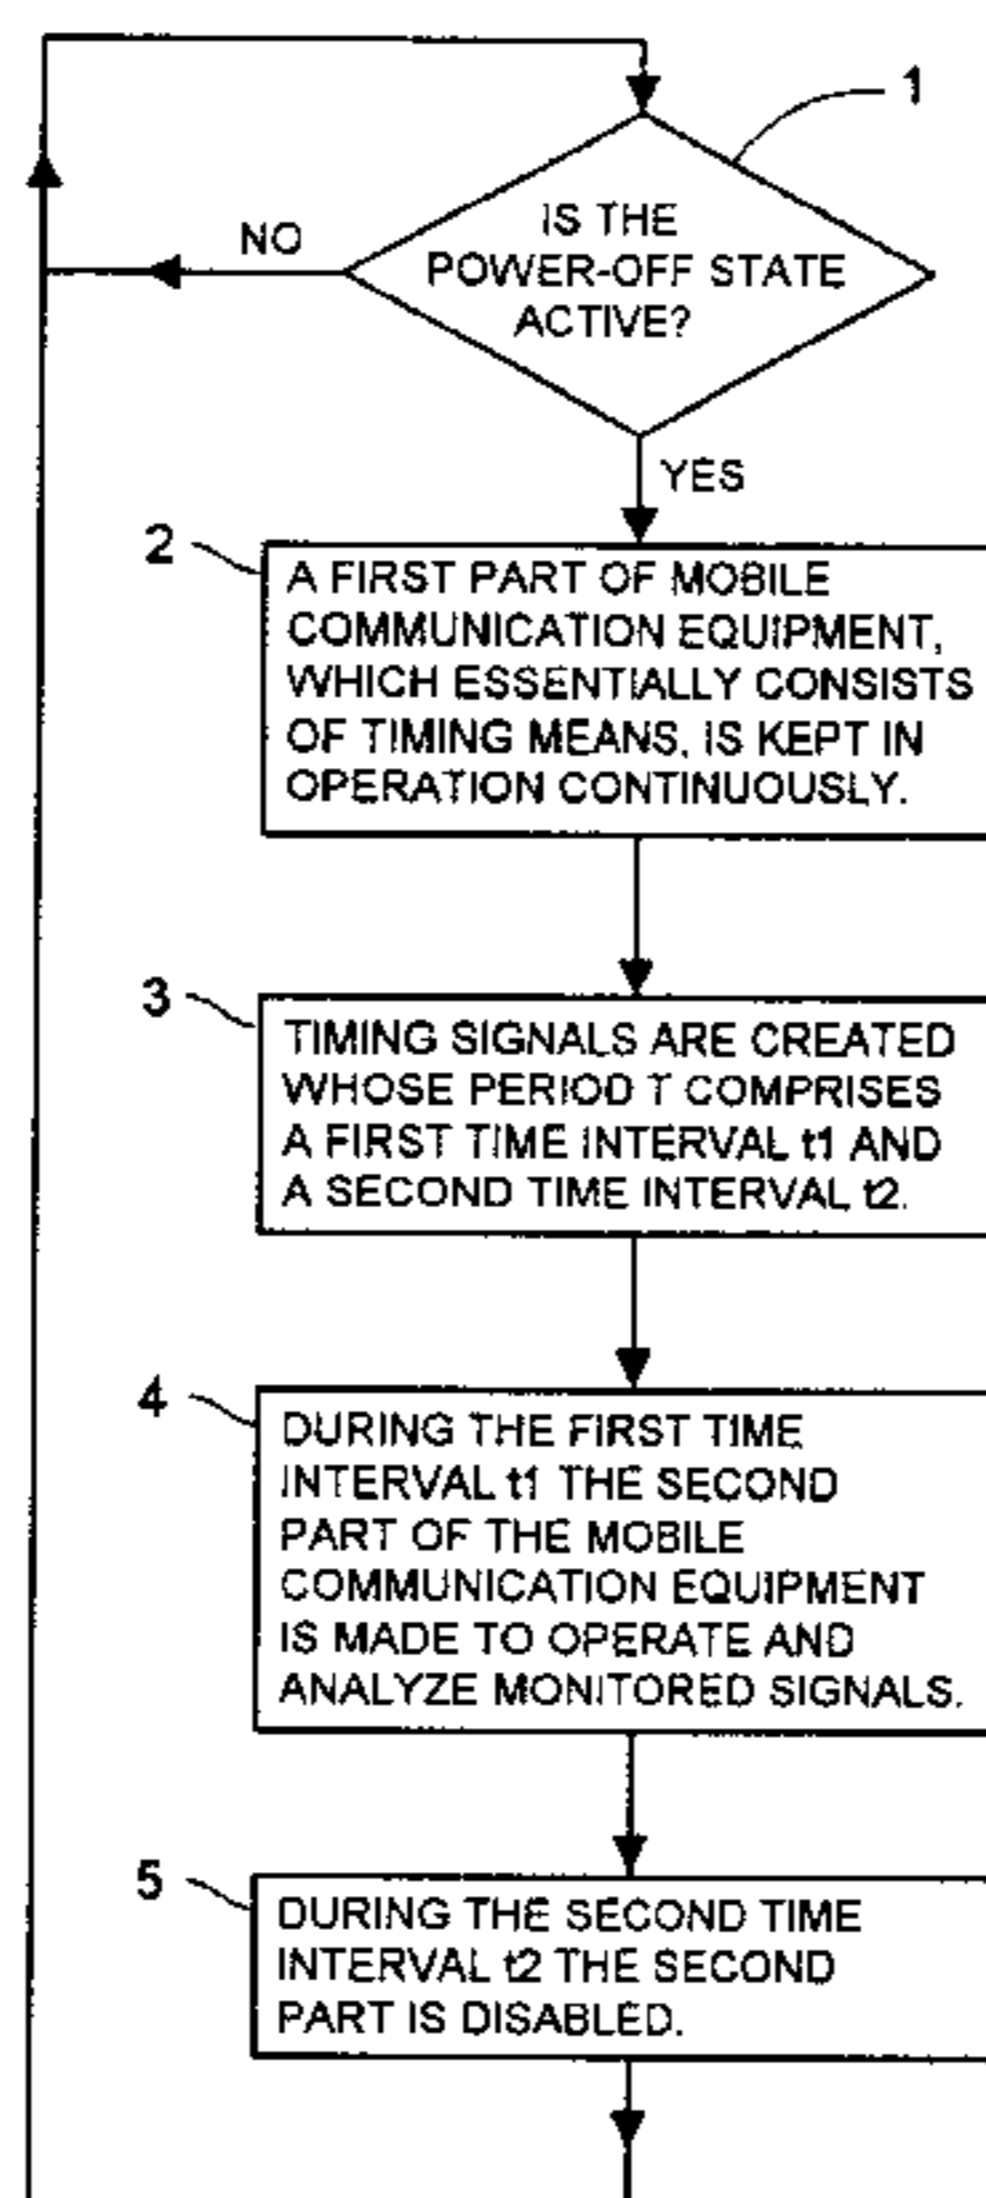 1
IS THE
POWER-OFF STATE
ACTIVE?
NO
YES
2
A FIRST PART OF MOBILE
COMMUNICATION EQUIPMENT,
WHICH ESSENTIALLY CONSISTS
OF TIMING MEANS, IS KEPT IN
OPERATION CONTINUOUSLY.
3
TIMING SIGNALS ARE CREATED
WHOSE PERIOD T COMPRISES
A FIRST TIME INTERVAL t1 AND
A SECOND TIME INTERVAL t2.
4
DURING THE FIRST TIME
INTERVAL t1 THE SECOND
PART OF THE MOBILE
COMMUNICATION EQUIPMENT
IS MADE TO OPERATE AND
ANALYZE MONITORED SIGNALS.
5
DURING THE SECOND TIME
INTERVAL t2 THE SECOND
PART IS DISABLED.